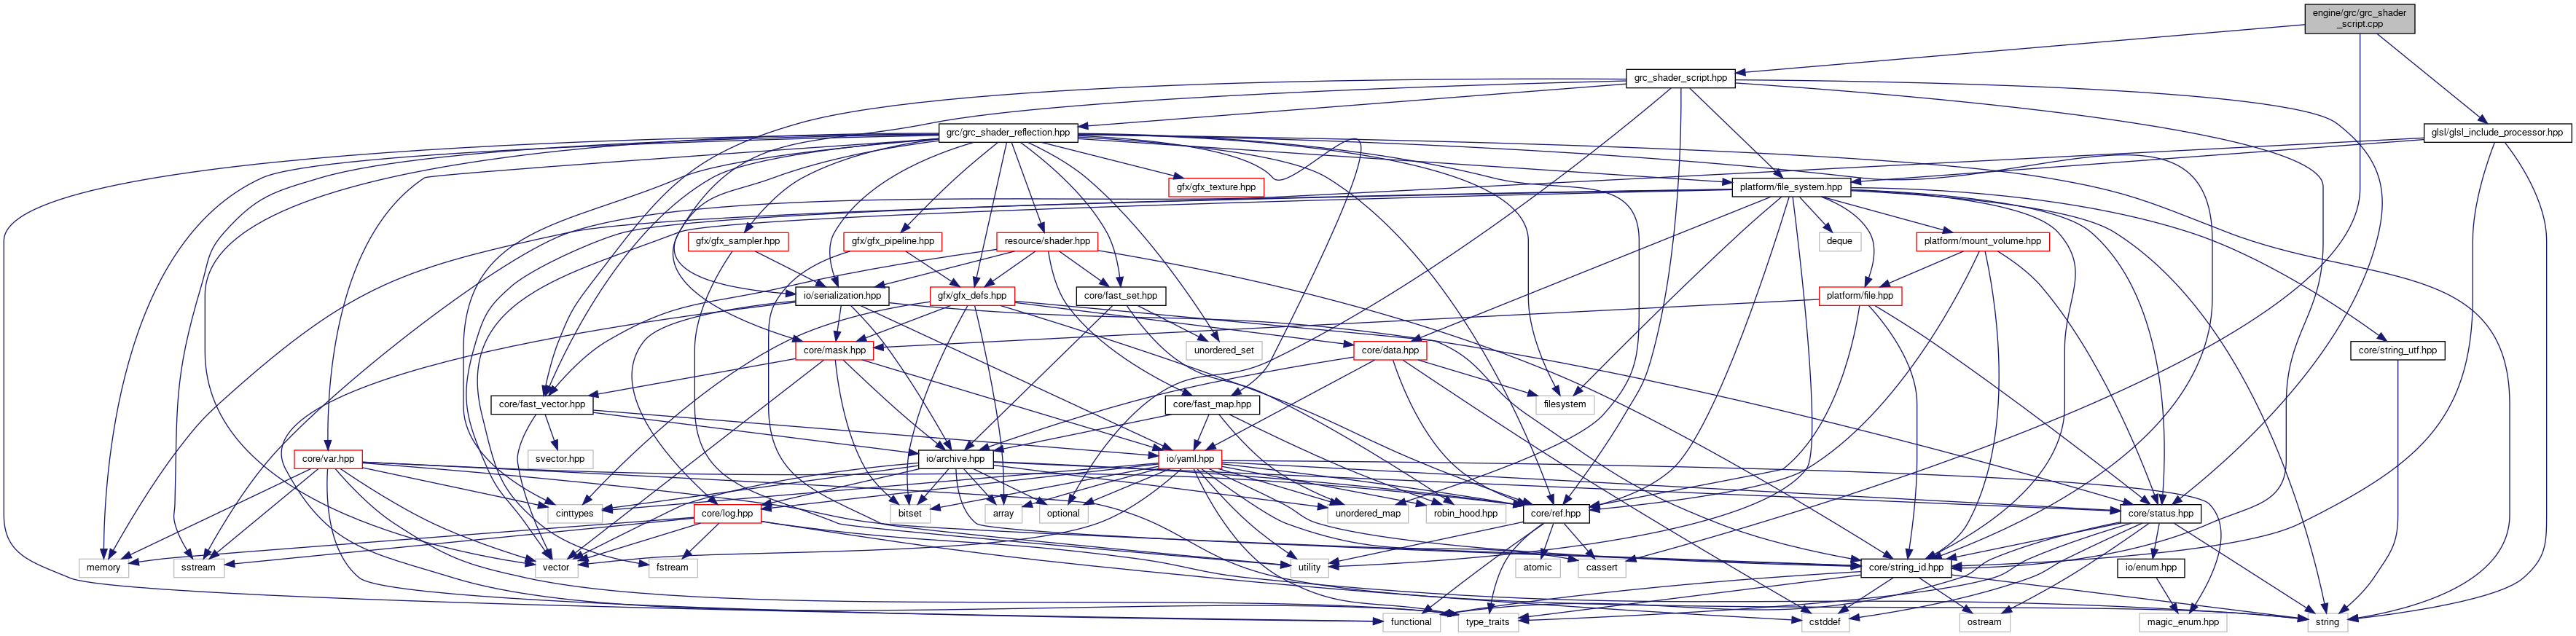 engine/grc/grc_shader
_script.cpp
grc_shader_script.hpp
grc/grc_shader_reflection.hpp
glsl/glsl_include_processor.hpp
gfx/gfx_texture.hpp
platform/file_system.hpp
gfx/gfx_sampler.hpp
gfx/gfx_pipeline.hpp
resource/shader.hpp
deque
platform/mount_volume.hpp
io/serialization.hpp
gfx/gfx_defs.hpp
core/fast_set.hpp
platform/file.hpp
core/mask.hpp
unordered_set
core/data.hpp
core/string_utf.hpp
core/fast_vector.hpp
core/fast_map.hpp
filesystem
core/var.hpp
svector.hpp
io/archive.hpp
io/yaml.hpp
cinttypes
core/log.hpp
bitset
array
optional
unordered_map
robin_hood.hpp
core/ref.hpp
core/status.hpp
memory
sstream
vector
fstream
utility
atomic
cassert
core/string_id.hpp
io/enum.hpp
functional
type_traits
cstddef
ostream
magic_enum.hpp
string